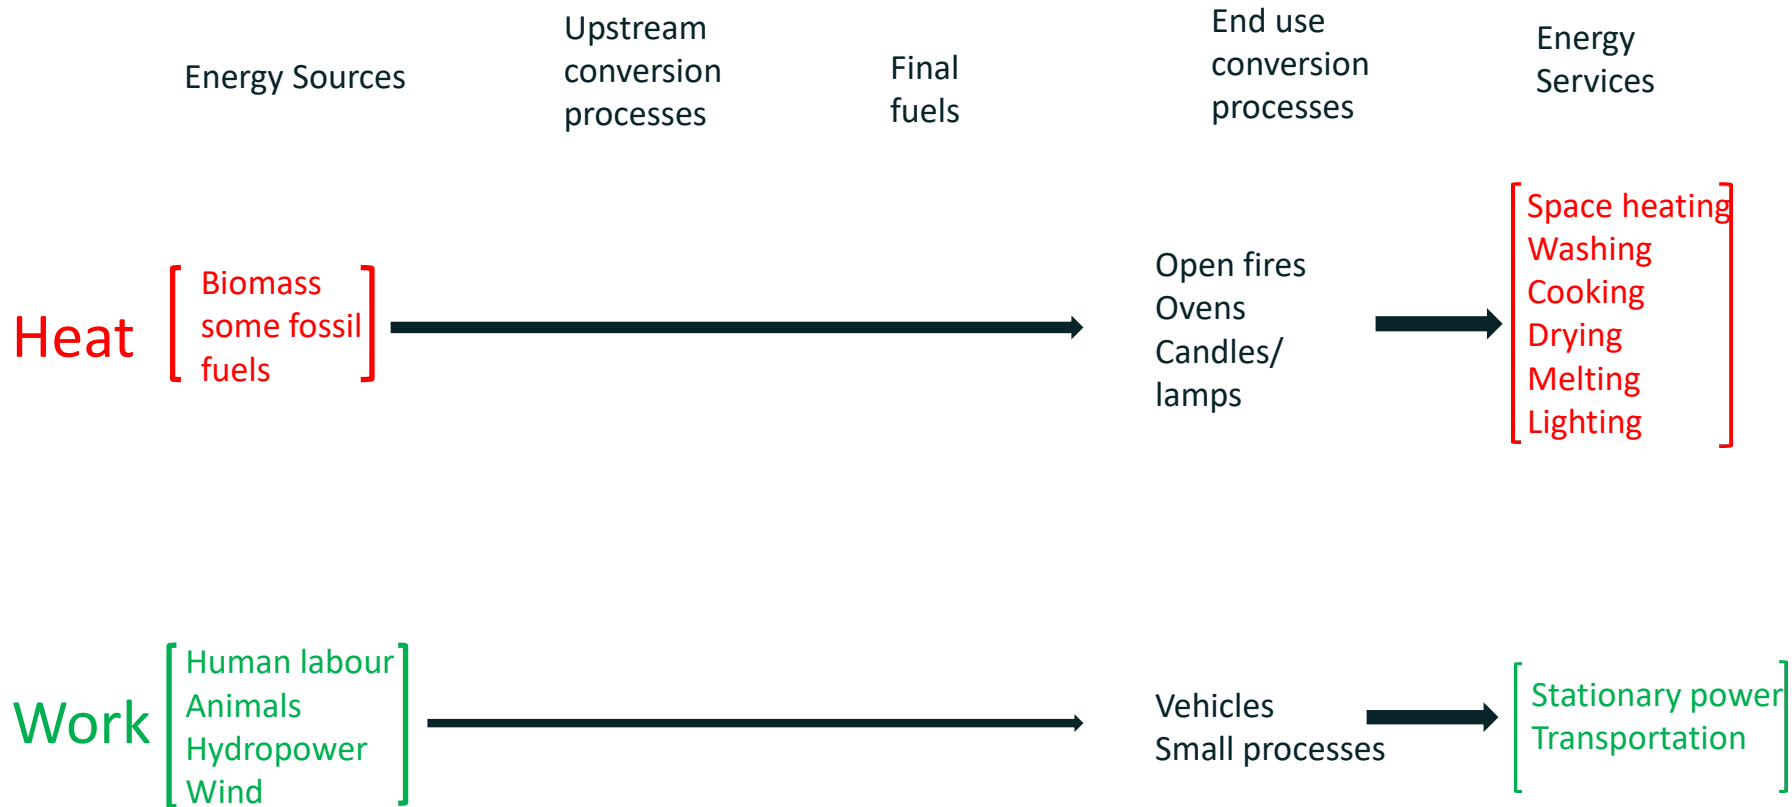 Energy Sources
Upstream
conversion
processes
Final
fuels
End use
conversion
processes
Energy
Services
Heat
Biomass
some fossil
fuels
Open fires
Ovens
Candles/
lamps
Space heating
Washing
Cooking
Drying
Melting
Lighting
Work
Human labour
Animals
Hydropower
Wind
Vehicles
Small processes
Stationary power
Transportation